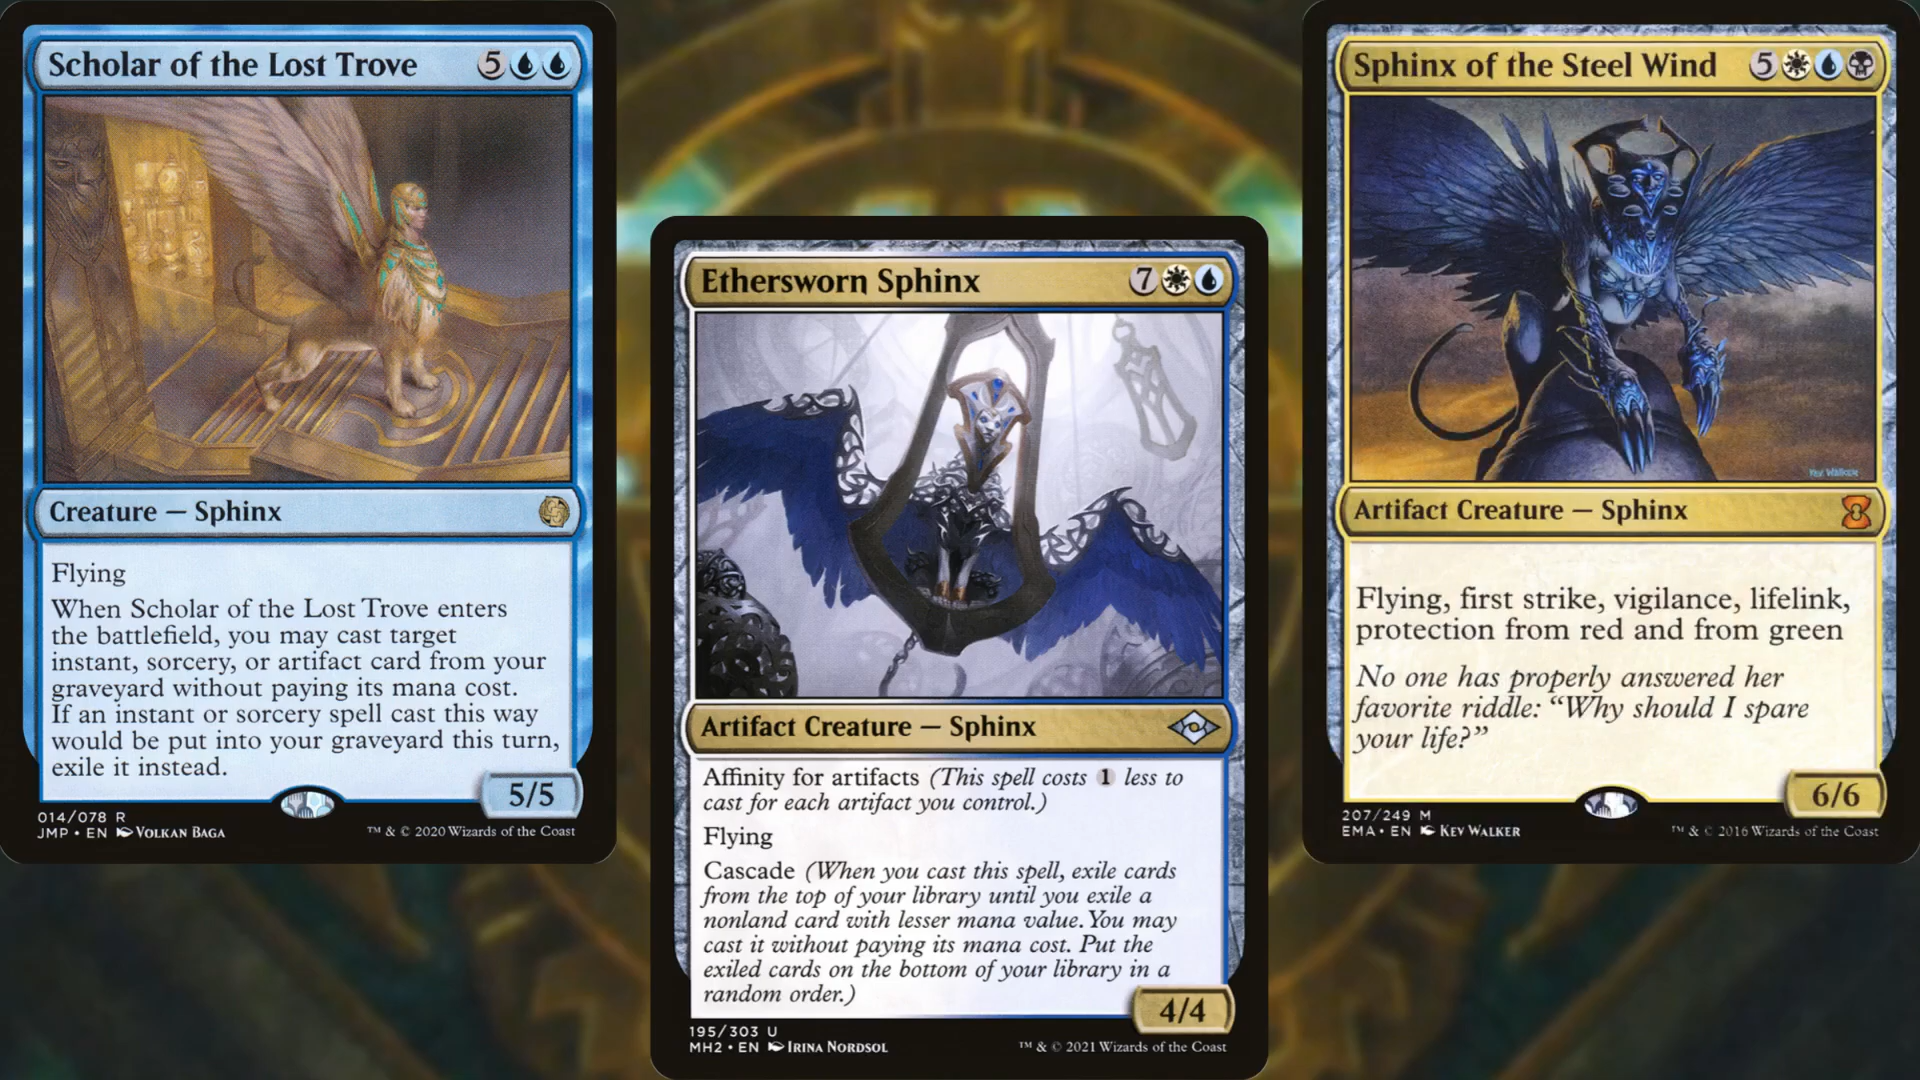 Scholar of the Lost Trove 5
Creature — Sphinx
Flying
When Scholar of the Lost Trove enters
the battlefield, you may cast target
instant, sorcery, or artifact card from your
graveyard without paying its mana cost.
If an instant or sorcery spell cast this way
would be put into your graveyard this turn,
exile it instead.
5/5
014/078 R
JMP • EN Volkan Baga
™ & © 2020 Wizards of the Coast
Ethersworn Sphinx 7
Artifact Creature — Sphinx
Affinity for artifacts (This spell costs 1 less to
cast for each artifact you control.)
Flying
Cascade (When you cast this spell, exile cards
from the top of your library until you exile a
nonland card with lesser mana value. You may
cast it without paying its mana cost. Put the
exiled cards on the bottom of your library in a
random order.)
4/4
195/303 U
MH2 • EN Irina Nordsol
™ & © 2021 Wizards of the Coast
Sphinx of the Steel Wind 5
Kev Walker
Artifact Creature — Sphinx
Flying, first strike, vigilance, lifelink,
protection from red and from green
No one has properly answered her
favorite riddle: “Why should I spare
your life?”
6/6
207/249 M
EMA • EN Kev Walker
™ & © 2016 Wizards of the Coast